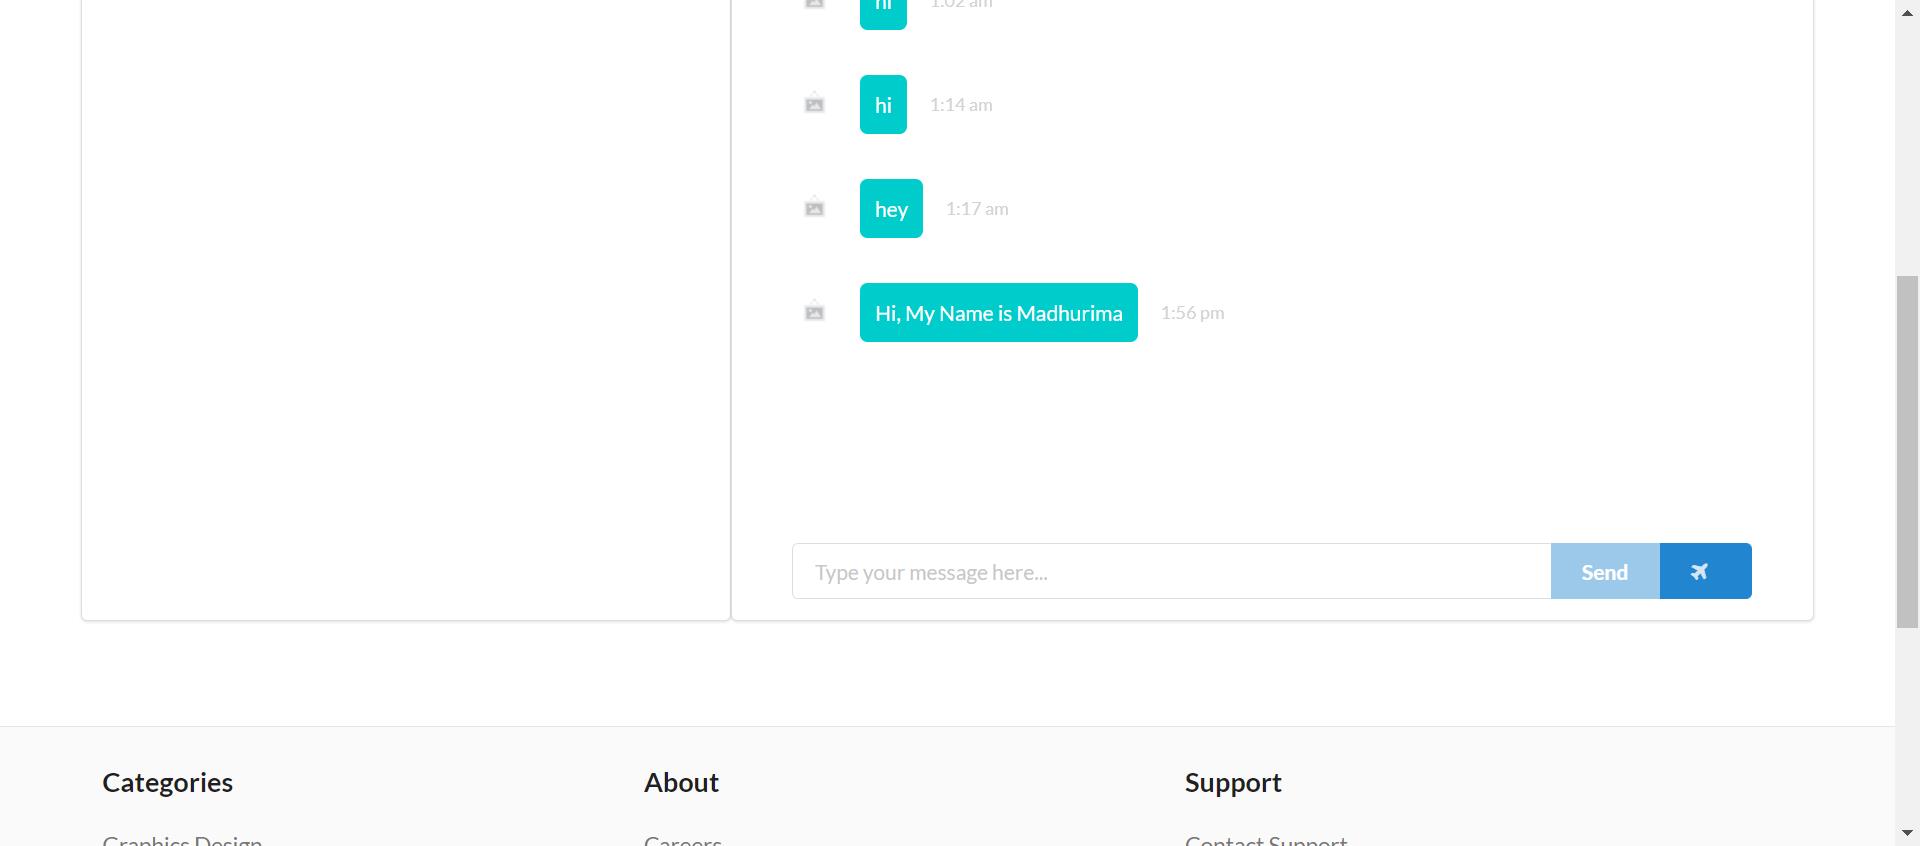 hi 1:02 am
hi 1:14 am
hey 1:17 am
Hi, My Name is Madhurima 1:56 pm
Type your message here... Send
Categories About Support
Graphics Design Careers Contact Support